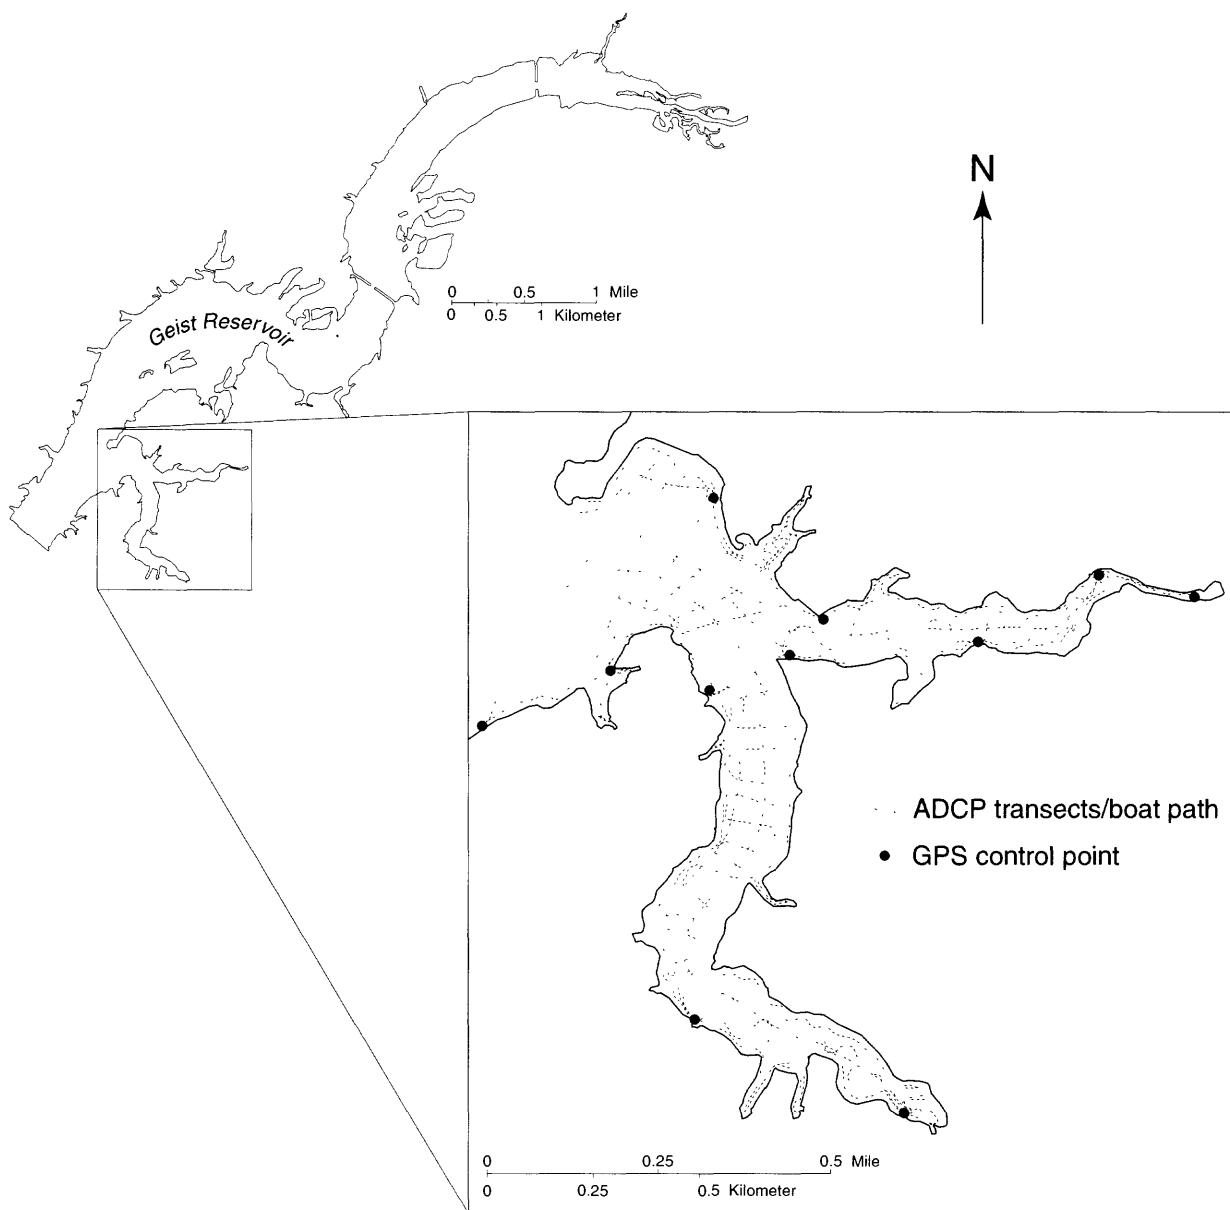 N
0 0.5 1 Mile
0 0.5 1 Kilometer
Geist Reservoir
ADCP transects/boat path
GPS control point
0 0.25 0.5 Mile
0 0.25 0.5 Kilometer